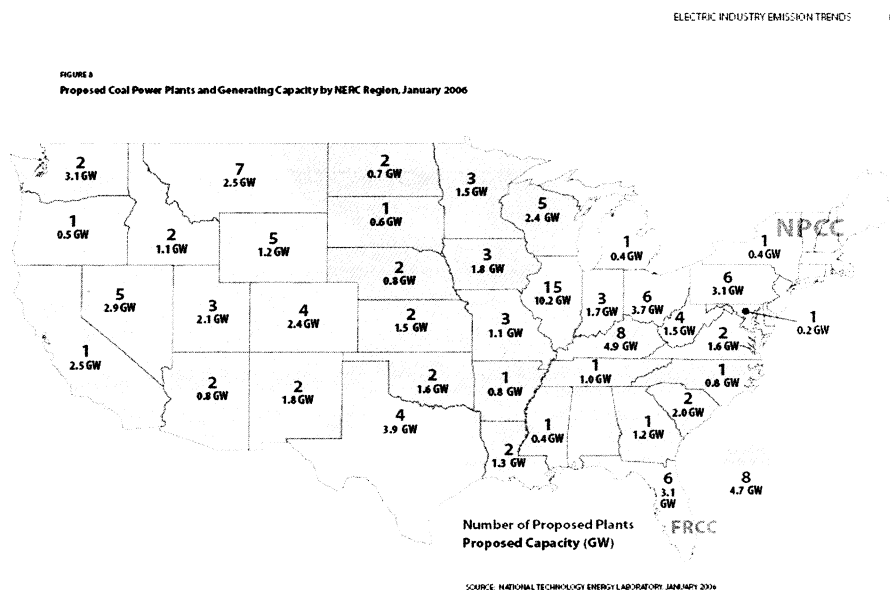 ELECTRIC INDUSTRY EMISSION TRENDS
FIGURE 8
Proposed Coal Power Plants and Generating Capacity by NERC Region, January 2006
2
3.1 GW
7
2.5 GW
2
0.7 GW
3
1.5 GW
5
2.4 GW
1
0.4 GW
1
0.4 GW
NPCC
1
0.5 GW
2
1.1 GW
5
1.2 GW
1
0.6 GW
3
1.8 GW
2
0.8 GW
15
10.2 GW
3
1.7 GW
6
3.7 GW
6
3.1 GW
1
0.2 GW
5
2.9 GW
3
2.1 GW
4
2.4 GW
2
1.5 GW
3
1.1 GW
8
4.9 GW
4
1.5 GW
2
1.6 GW
1
2.5 GW
2
0.8 GW
2
1.8 GW
2
1.6 GW
1
0.8 GW
1
1.0 GW
1
0.8 GW
4
3.9 GW
2
1.3 GW
1
0.4 GW
1
1.2 GW
2
2.0 GW
6
3.1
GW
8
4.7 GW
FRCC
Number of Proposed Plants
Proposed Capacity (GW)
SOURCE: NATIONAL TECHNOLOGY ENERGY LABORATORY JANUARY 2006